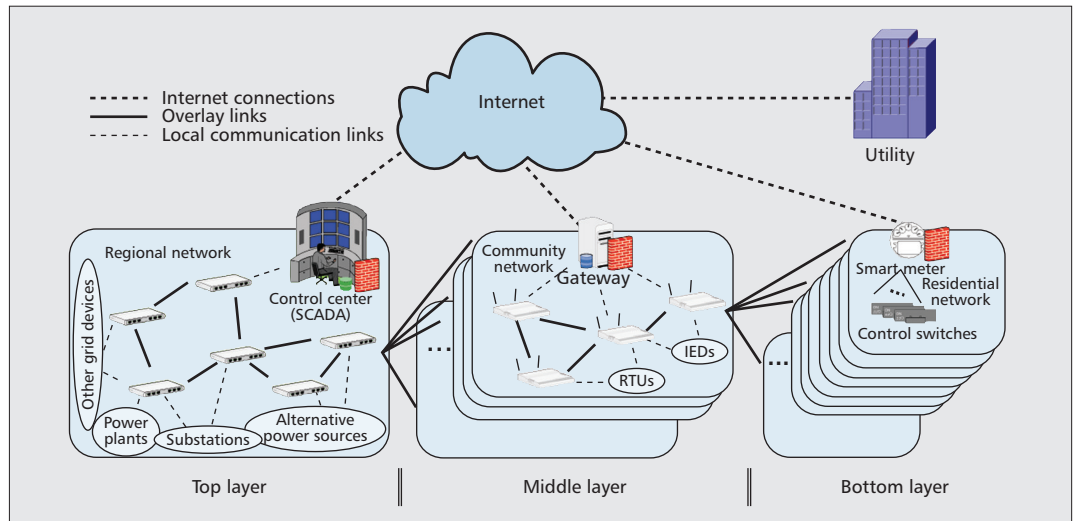 Internet
Internet connections
Overlay links
Local communication links
Utility
Regional network
Control center
(SCADA)
Other grid devices
Power
plants
Substations
Alternative
power sources
Community
network
Gateway
...
IEDs
RTUs
Smart meter
...
Residential
network
Control switches
...
Top layer
Middle layer
Bottom layer